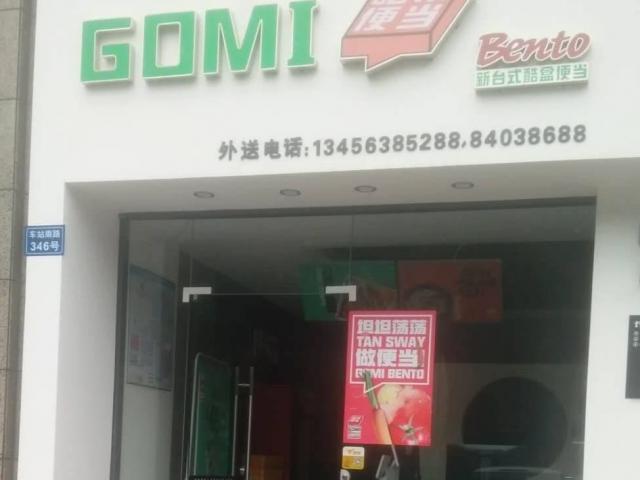 GOMI
便当
Bento
新台式酷盒便当
外送电话:13456385288,84038688
车站南路
346号
坦坦荡荡
TAN SWAY
做便当
GOMI BENTO